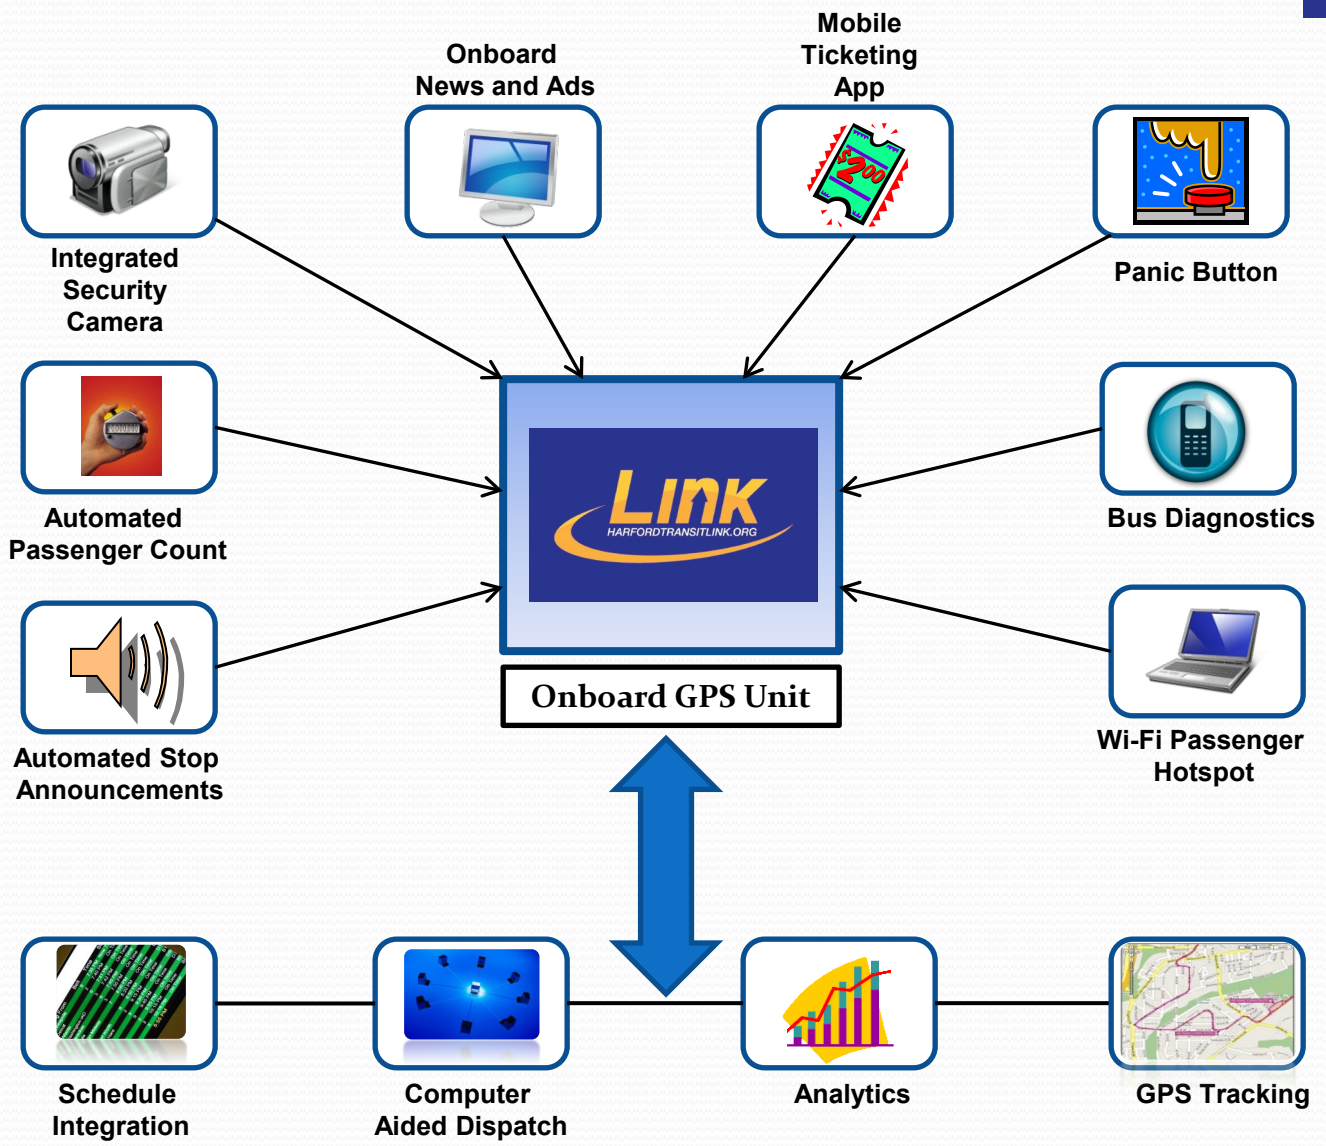 Mobile
Ticketing
App
Onboard
News and Ads
$2.00
Integrated
Security
Camera
Panic Button
Automated
Passenger Count
Link
HARFORDTRANSITLINK.ORG
Bus Diagnostics
Automated Stop
Announcements
Onboard GPS Unit
Wi-Fi Passenger
Hotspot
Schedule
Integration
Computer
Aided Dispatch
Analytics
GPS Tracking